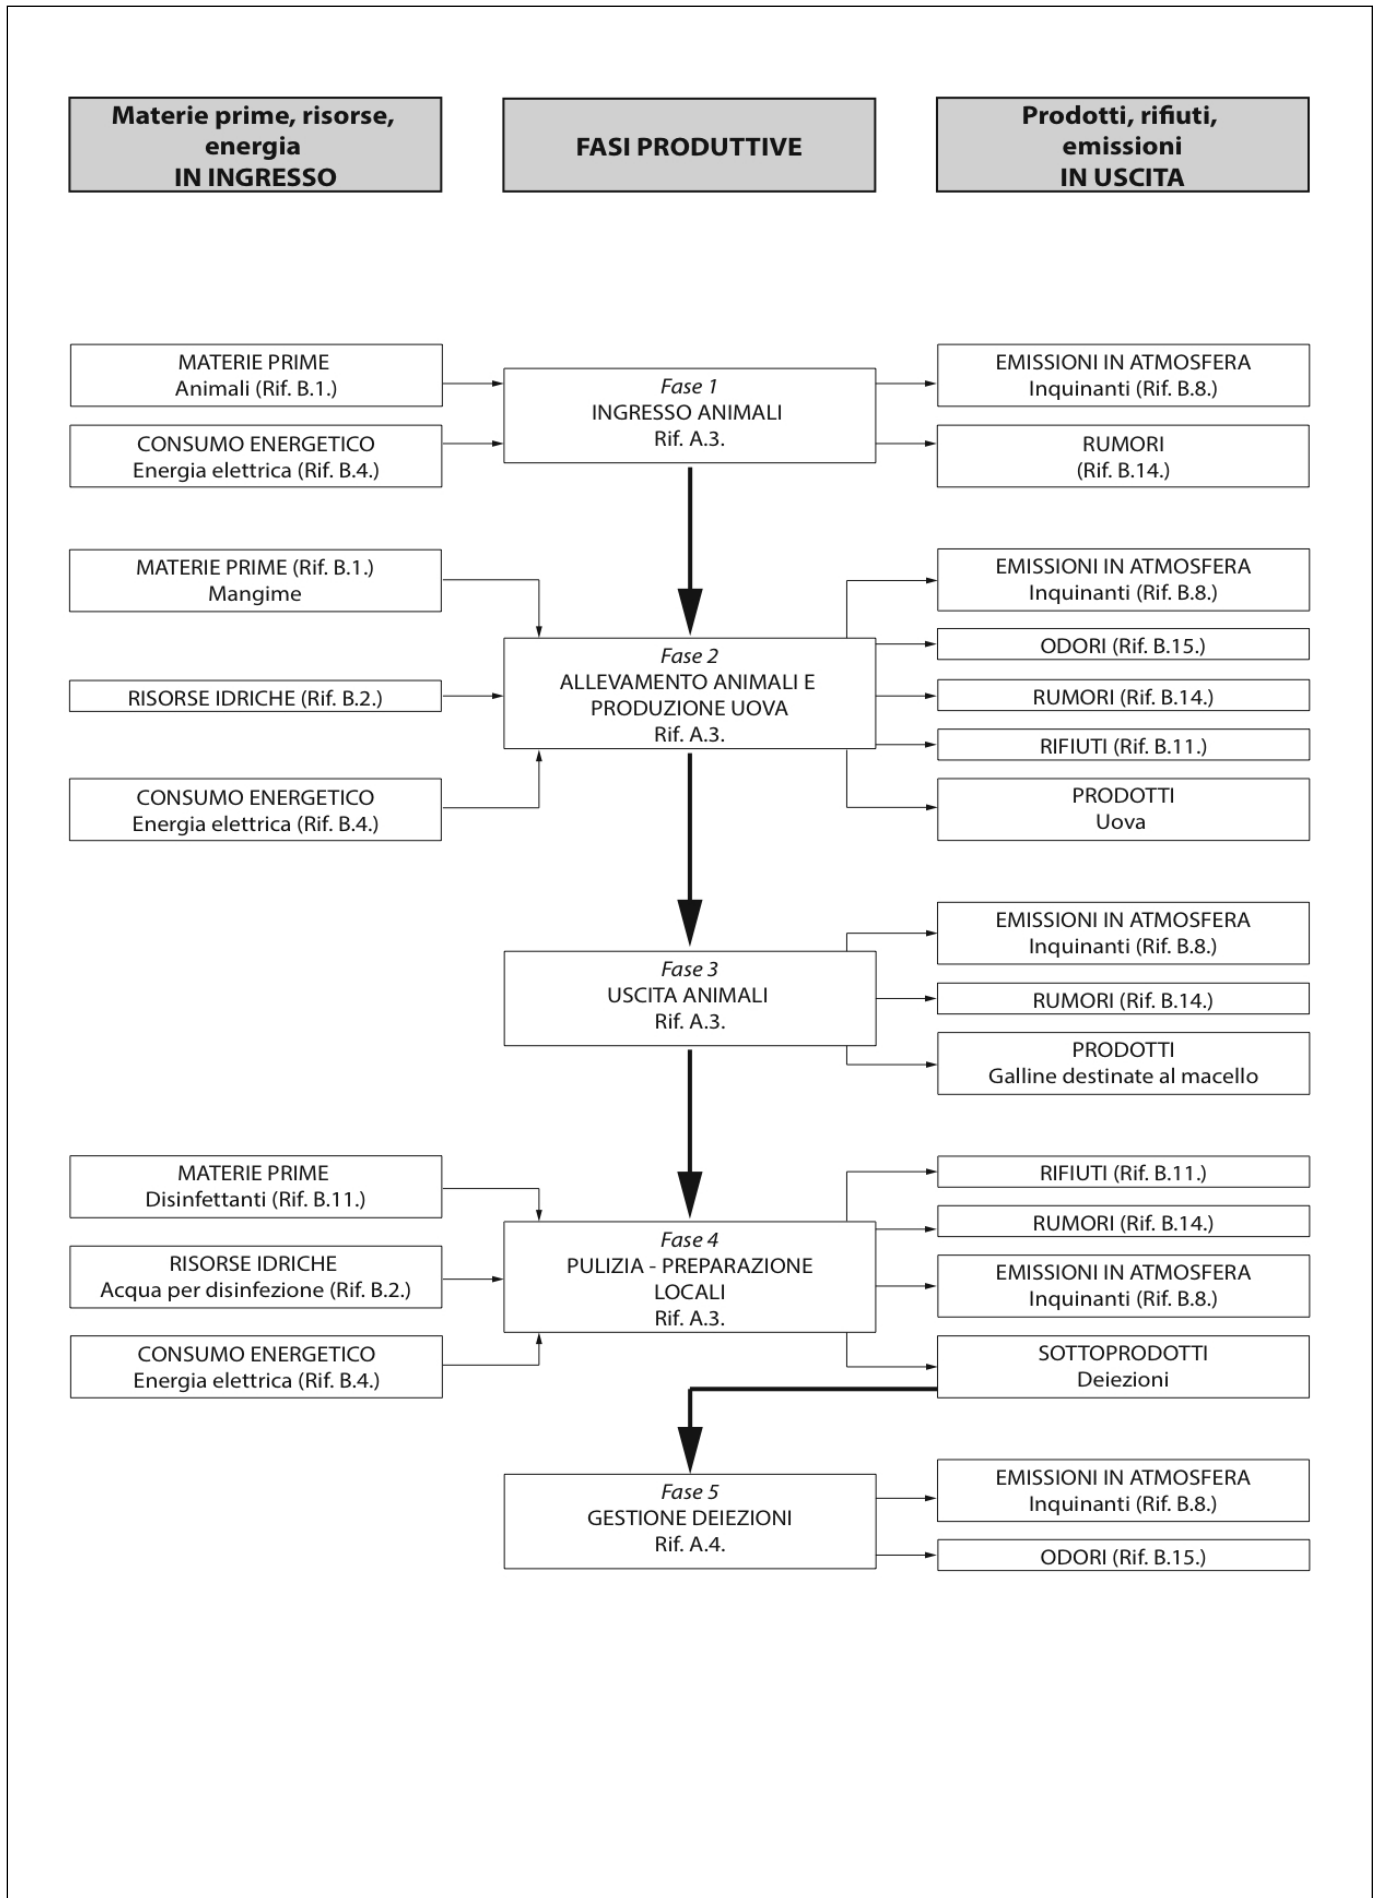 Materie prime, risorse,
energia
IN INGRESSO
FASI PRODUTTIVE
Prodotti, rifiuti,
emissioni
IN USCITA
MATERIE PRIME
Animali (Rif. B.1.)
CONSUMO ENERGETICO
Energia elettrica (Rif. B.4.)
Fase 1
INGRESSO ANIMALI
Rif. A.3.
EMISSIONI IN ATMOSFERA
Inquinanti (Rif. B.8.)
RUMORI
(Rif. B.14.)
MATERIE PRIME (Rif. B.1.)
Mangime
RISORSE IDRICHE (Rif. B.2.)
CONSUMO ENERGETICO
Energia elettrica (Rif. B.4.)
Fase 2
ALLEVAMENTO ANIMALI E
PRODUZIONE UOVA
Rif. A.3.
EMISSIONI IN ATMOSFERA
Inquinanti (Rif. B.8.)
ODORI (Rif. B.15.)
RUMORI (Rif. B.14.)
RIFIUTI (Rif. B.11.)
PRODOTTI
Uova
Fase 3
USCITA ANIMALI
Rif. A.3.
EMISSIONI IN ATMOSFERA
Inquinanti (Rif. B.8.)
RUMORI (Rif. B.14.)
PRODOTTI
Galline destinate al macello
MATERIE PRIME
Disinfettanti (Rif. B.11.)
RISORSE IDRICHE
Acqua per disinfezione (Rif. B.2.)
CONSUMO ENERGETICO
Energia elettrica (Rif. B.4.)
Fase 4
PULIZIA - PREPARAZIONE
LOCALI
Rif. A.3.
RIFIUTI (Rif. B.11.)
RUMORI (Rif. B.14.)
EMISSIONI IN ATMOSFERA
Inquinanti (Rif. B.8.)
SOTTOPRODOTTI
Deiezioni
Fase 5
GESTIONE DEIEZIONI
Rif. A.4.
EMISSIONI IN ATMOSFERA
Inquinanti (Rif. B.8.)
ODORI (Rif. B.15.)